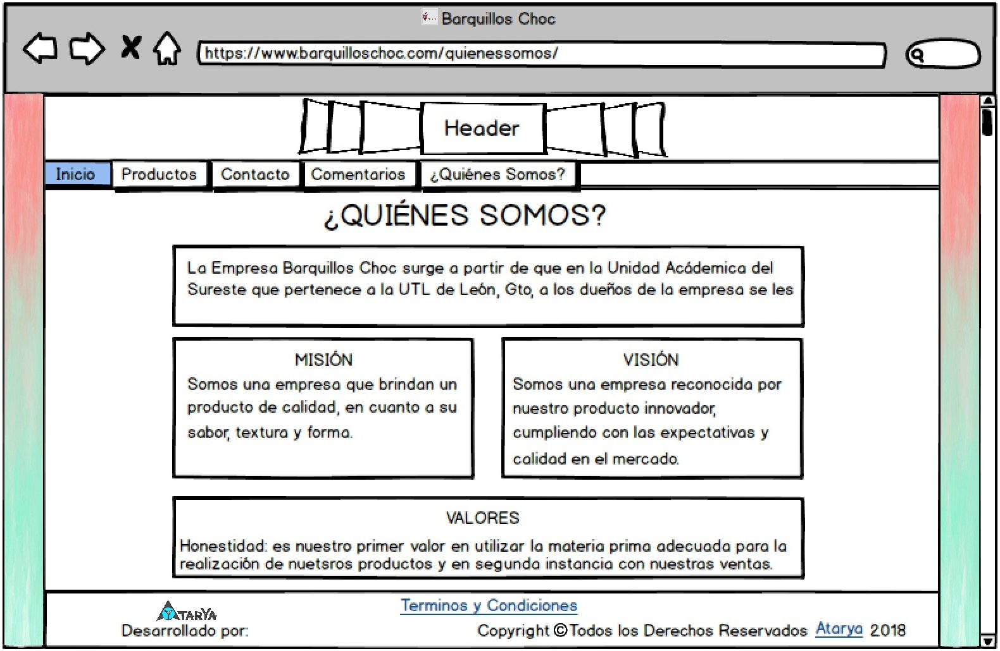 Barquillos Choc
https://www.barquilloschoc.com/quienessomos/
Header
Inicio Productos Contacto Comentarios ¿Quiénes Somos?
¿QUIÉNES SOMOS?
La Empresa Barquillos Choc surge a partir de que en la Unidad Acádemica del
Sureste que pertenece a la UTL de León, Gto, a los dueños de la empresa se les
MISIÓN
Somos una empresa que brindan un
producto de calidad, en cuanto a su
sabor, textura y forma.
VISIÓN
Somos una empresa reconocida por
nuestro producto innovador,
cumpliendo con las expectativas y
calidad en el mercado.
VALORES
Honestidad: es nuestro primer valor en utilizar la materia prima adecuada para la
realización de nuetsros productos y en segunda instancia con nuestras ventas.
Terminos y Condiciones
ATARYA
Desarrollado por:
Copyright ©Todos los Derechos Reservados Atarya 2018